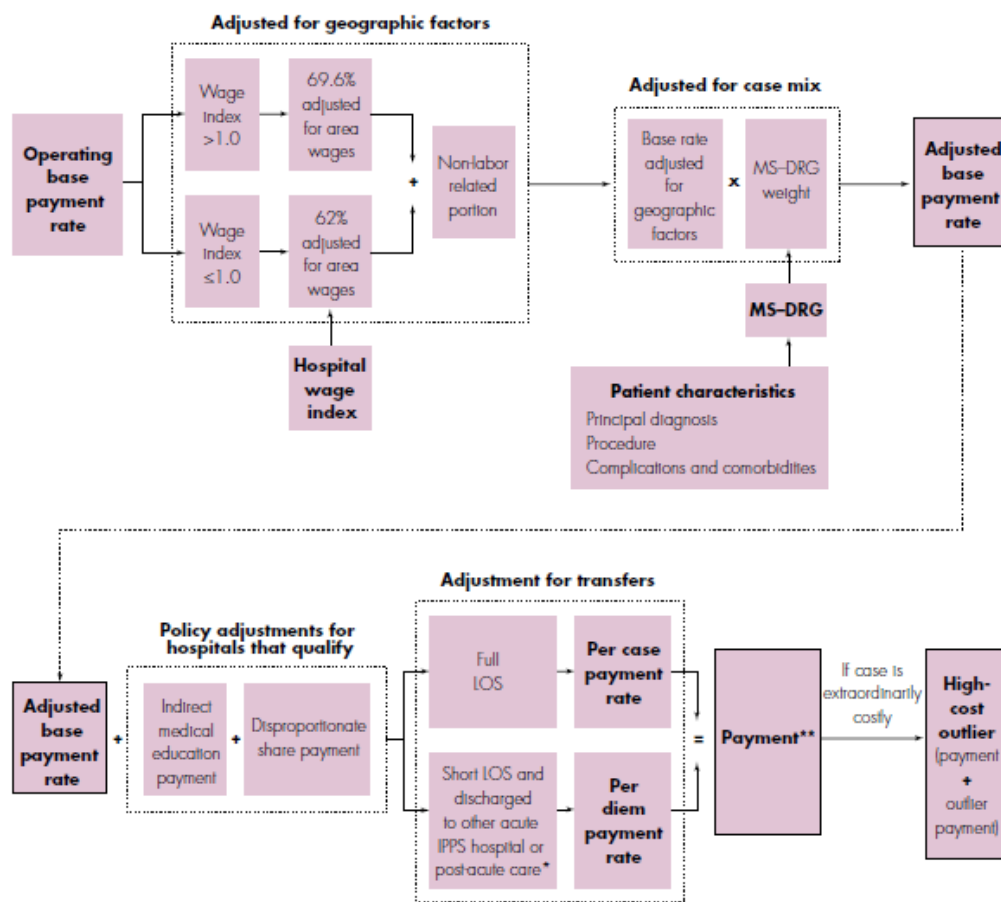 Adjusted for geographic factors
Operating
base
payment
rate
Wage
index
>1.0
69.6%
adjusted
for area
wages
Wage
index
≤1.0
62%
adjusted
for area
wages
+
Non-labor
related
portion
Hospital
wage
index
Adjusted for case mix
Base rate
adjusted
for
geographic
factors
x
MS–DRG
weight
MS–DRG
Patient characteristics
Principal diagnosis
Procedure
Complications and comorbidities
Adjusted
base
payment
rate
Adjusted
base
payment
rate
+
Policy adjustments for
hospitals that qualify
Indirect
medical
education
payment
+
Disproportionate
share payment
Adjustment for transfers
Full
LOS
Per case
payment
rate
Short LOS and
discharged
to other acute
IPPS hospital or
post-acute care*
Per
diem
payment
rate
=
Payment**
If case is
extraordinarily
costly
High-
cost
outlier
(payment
+
outlier
payment)